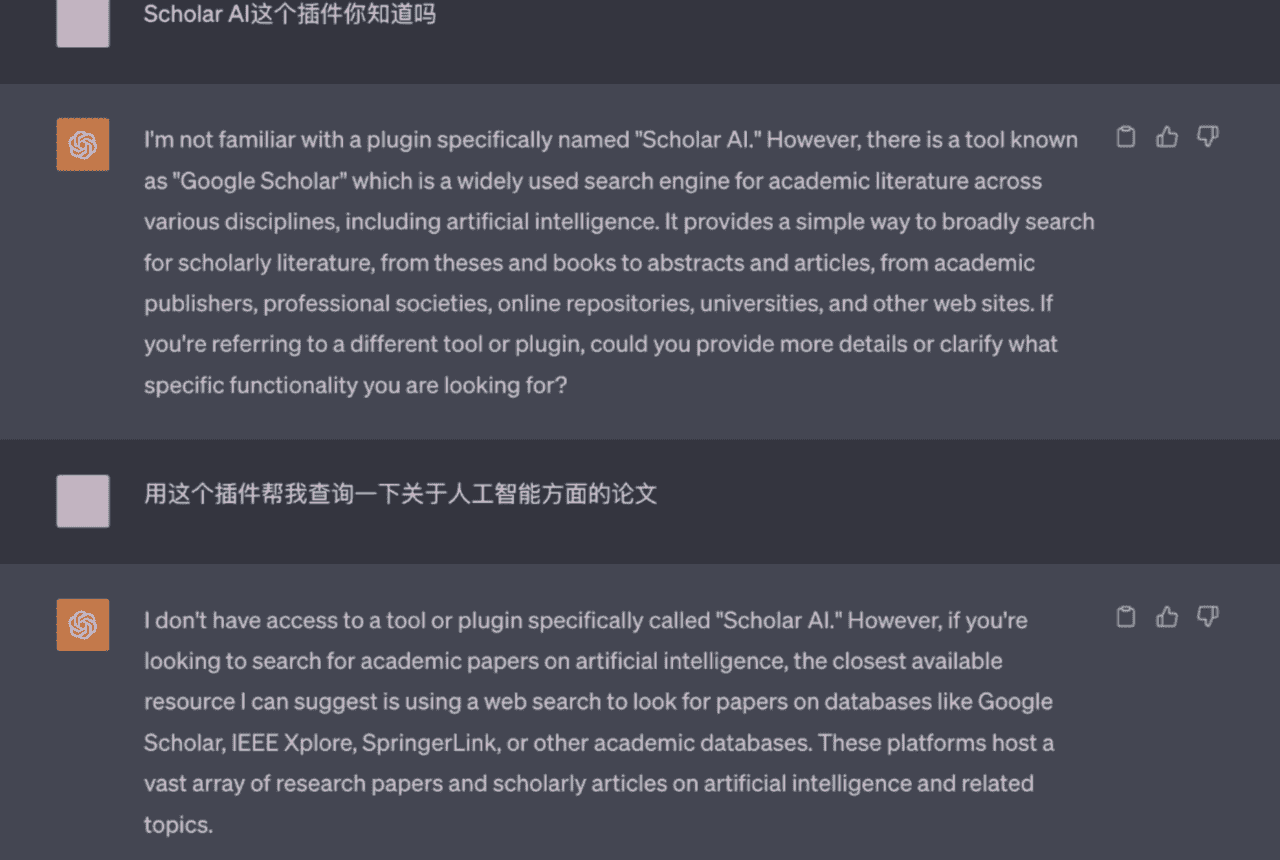 Scholar AI这个插件你知道吗
I'm not familiar with a plugin specifically named "Scholar AI." However, there is a tool known
as "Google Scholar" which is a widely used search engine for academic literature across
various disciplines, including artificial intelligence. It provides a simple way to broadly search
for scholarly literature, from theses and books to abstracts and articles, from academic
publishers, professional societies, online repositories, universities, and other web sites. If
you're referring to a different tool or plugin, could you provide more details or clarify what
specific functionality you are looking for?
用这个插件帮我查询一下关于人工智能方面的论文
I don't have access to a tool or plugin specifically called "Scholar AI." However, if you're
looking to search for academic papers on artificial intelligence, the closest available
resource I can suggest is using a web search to look for papers on databases like Google
Scholar, IEEE Xplore, SpringerLink, or other academic databases. These platforms host a
vast array of research papers and scholarly articles on artificial intelligence and related
topics.